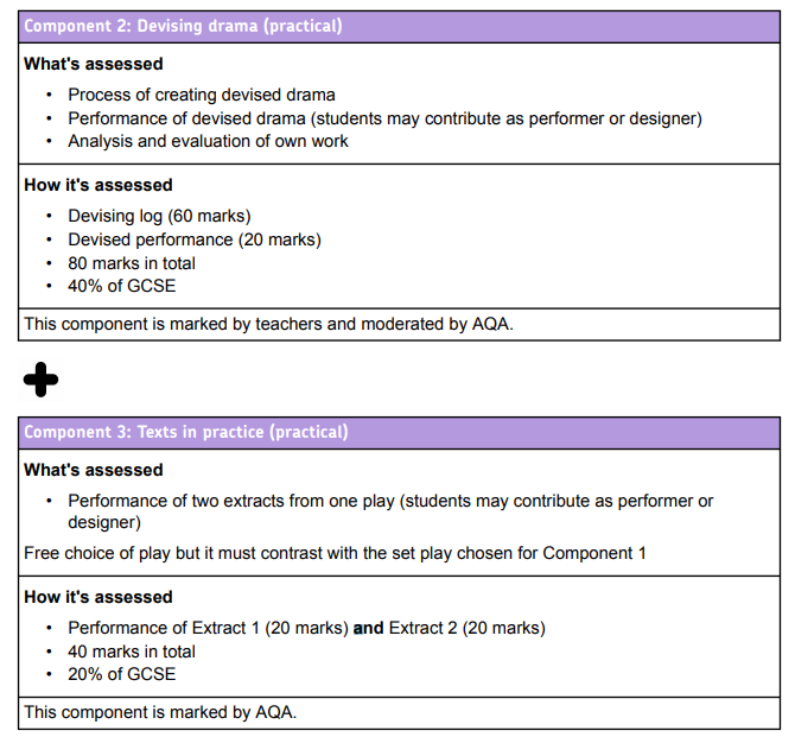 Component 2: Devising drama (practical)
What's assessed
• Process of creating devised drama
• Performance of devised drama (students may contribute as performer or designer)
• Analysis and evaluation of own work
How it's assessed
• Devising log (60 marks)
• Devised performance (20 marks)
• 80 marks in total
• 40% of GCSE
This component is marked by teachers and moderated by AQA.
Component 3: Texts in practice (practical)
What's assessed
• Performance of two extracts from one play (students may contribute as performer or
designer)
Free choice of play but it must contrast with the set play chosen for Component 1
How it's assessed
• Performance of Extract 1 (20 marks) and Extract 2 (20 marks)
• 40 marks in total
• 20% of GCSE
This component is marked by AQA.